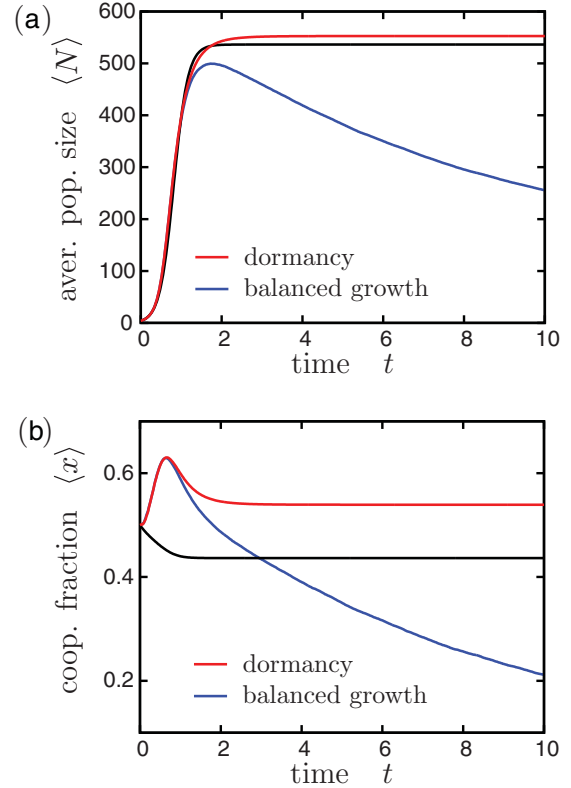 (a)
aver. pop. size ⟨N⟩
600
500
400
300
200
100
0
dormancy
balanced growth
0 2 4 6 8 10
time t
(b)
coop. fraction ⟨x⟩
0.6
0.4
0.2
dormancy
balanced growth
0 2 4 6 8 10
time t